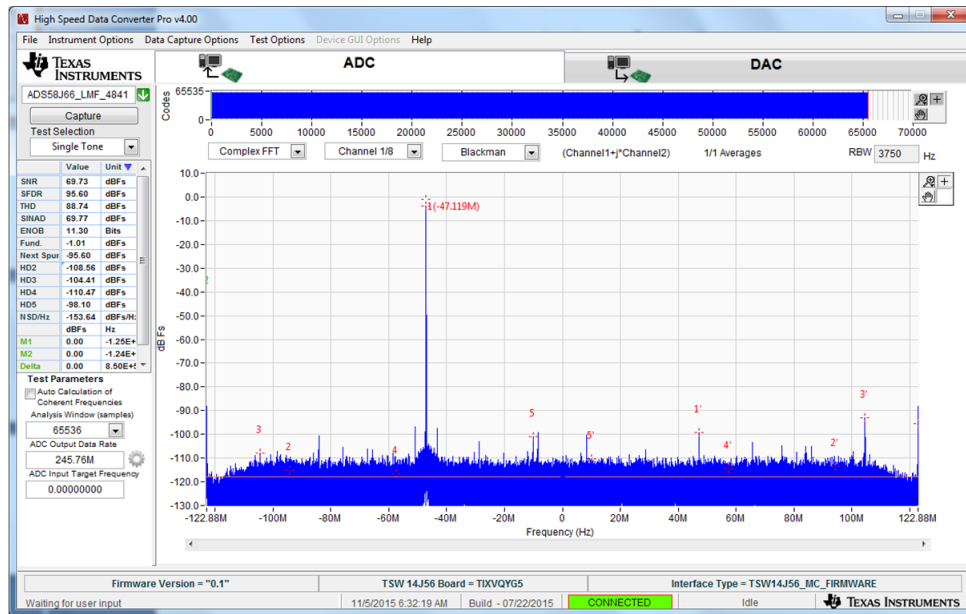 High Speed Data Converter Pro v4.00
File Instrument Options Data Capture Options Test Options Device GUI Options Help
TEXAS
INSTRUMENTS
ADC
DAC
ADS58J66_LMF_4841
Capture
Test Selection
Single Tone
Codes
65535
0
0 5000 10000 15000 20000 25000 30000 35000 40000 45000 50000 55000 60000 65000 70000
Complex FFT Channel 1/8 Blackman (Channel1+j*Channel2) 1/1 Averages RBW 3750 Hz
Value Unit
SNR 69.73 dBFs
SFDR 95.60 dBFs
THD 88.74 dBFs
SINAD 69.77 dBFs
ENOB 11.30 Bits
Fund. -1.01 dBFs
Next Spur -95.60 dBFs
HD2 -108.56 dBFs
HD3 -104.41 dBFs
HD4 -110.47 dBFs
HD5 -98.10 dBFs
NSD/Hz -153.64 dBFs/Hz
dBFs Hz
M1 0.00 -1.25E+
M2 0.00 -1.24E+
Delta 0.00 8.50E+
Test Parameters
Auto Calculation of
Coherent Frequencies
Analysis Window (samples)
65536
ADC Output Data Rate
245.76M
ADC Input Target Frequency
0.00000000
dB Fs
10.0
0.0
-10.0
-20.0
-30.0
-40.0
-50.0
-60.0
-70.0
-80.0
-90.0
-100.0
-110.0
-120.0
-130.0
1(-47.119M)
2
3 2 4 5 5' 1' 4' 2' 3'
-122.88M -100M -80M -60M -40M -20M 0 20M 40M 60M 80M 100M 122.88M
Frequency (Hz)
Firmware Version = "0.1" TSW 14J56 Board = TIXVQYG5 Interface Type = TSW14J56_MC_FIRMWARE
Waiting for user input 11/5/2015 6:32:19 AM Build - 07/22/2015 CONNECTED Idle TEXAS INSTRUMENTS